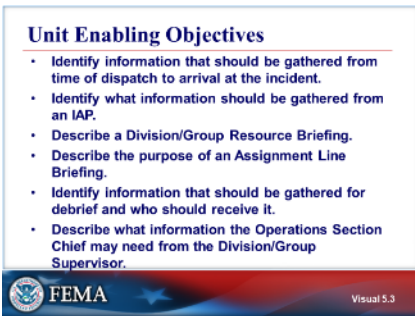 Unit Enabling Objectives
• Identify information that should be gathered from
time of dispatch to arrival at the incident.
• Identify what information should be gathered from
an IAP.
• Describe a Division/Group Resource Briefing.
• Describe the purpose of an Assignment Line
Briefing.
• Identify information that should be gathered for
debrief and who should receive it.
• Describe what information the Operations Section
Chief may need from the Division/Group
Supervisor.
FEMA
Visual 5.3